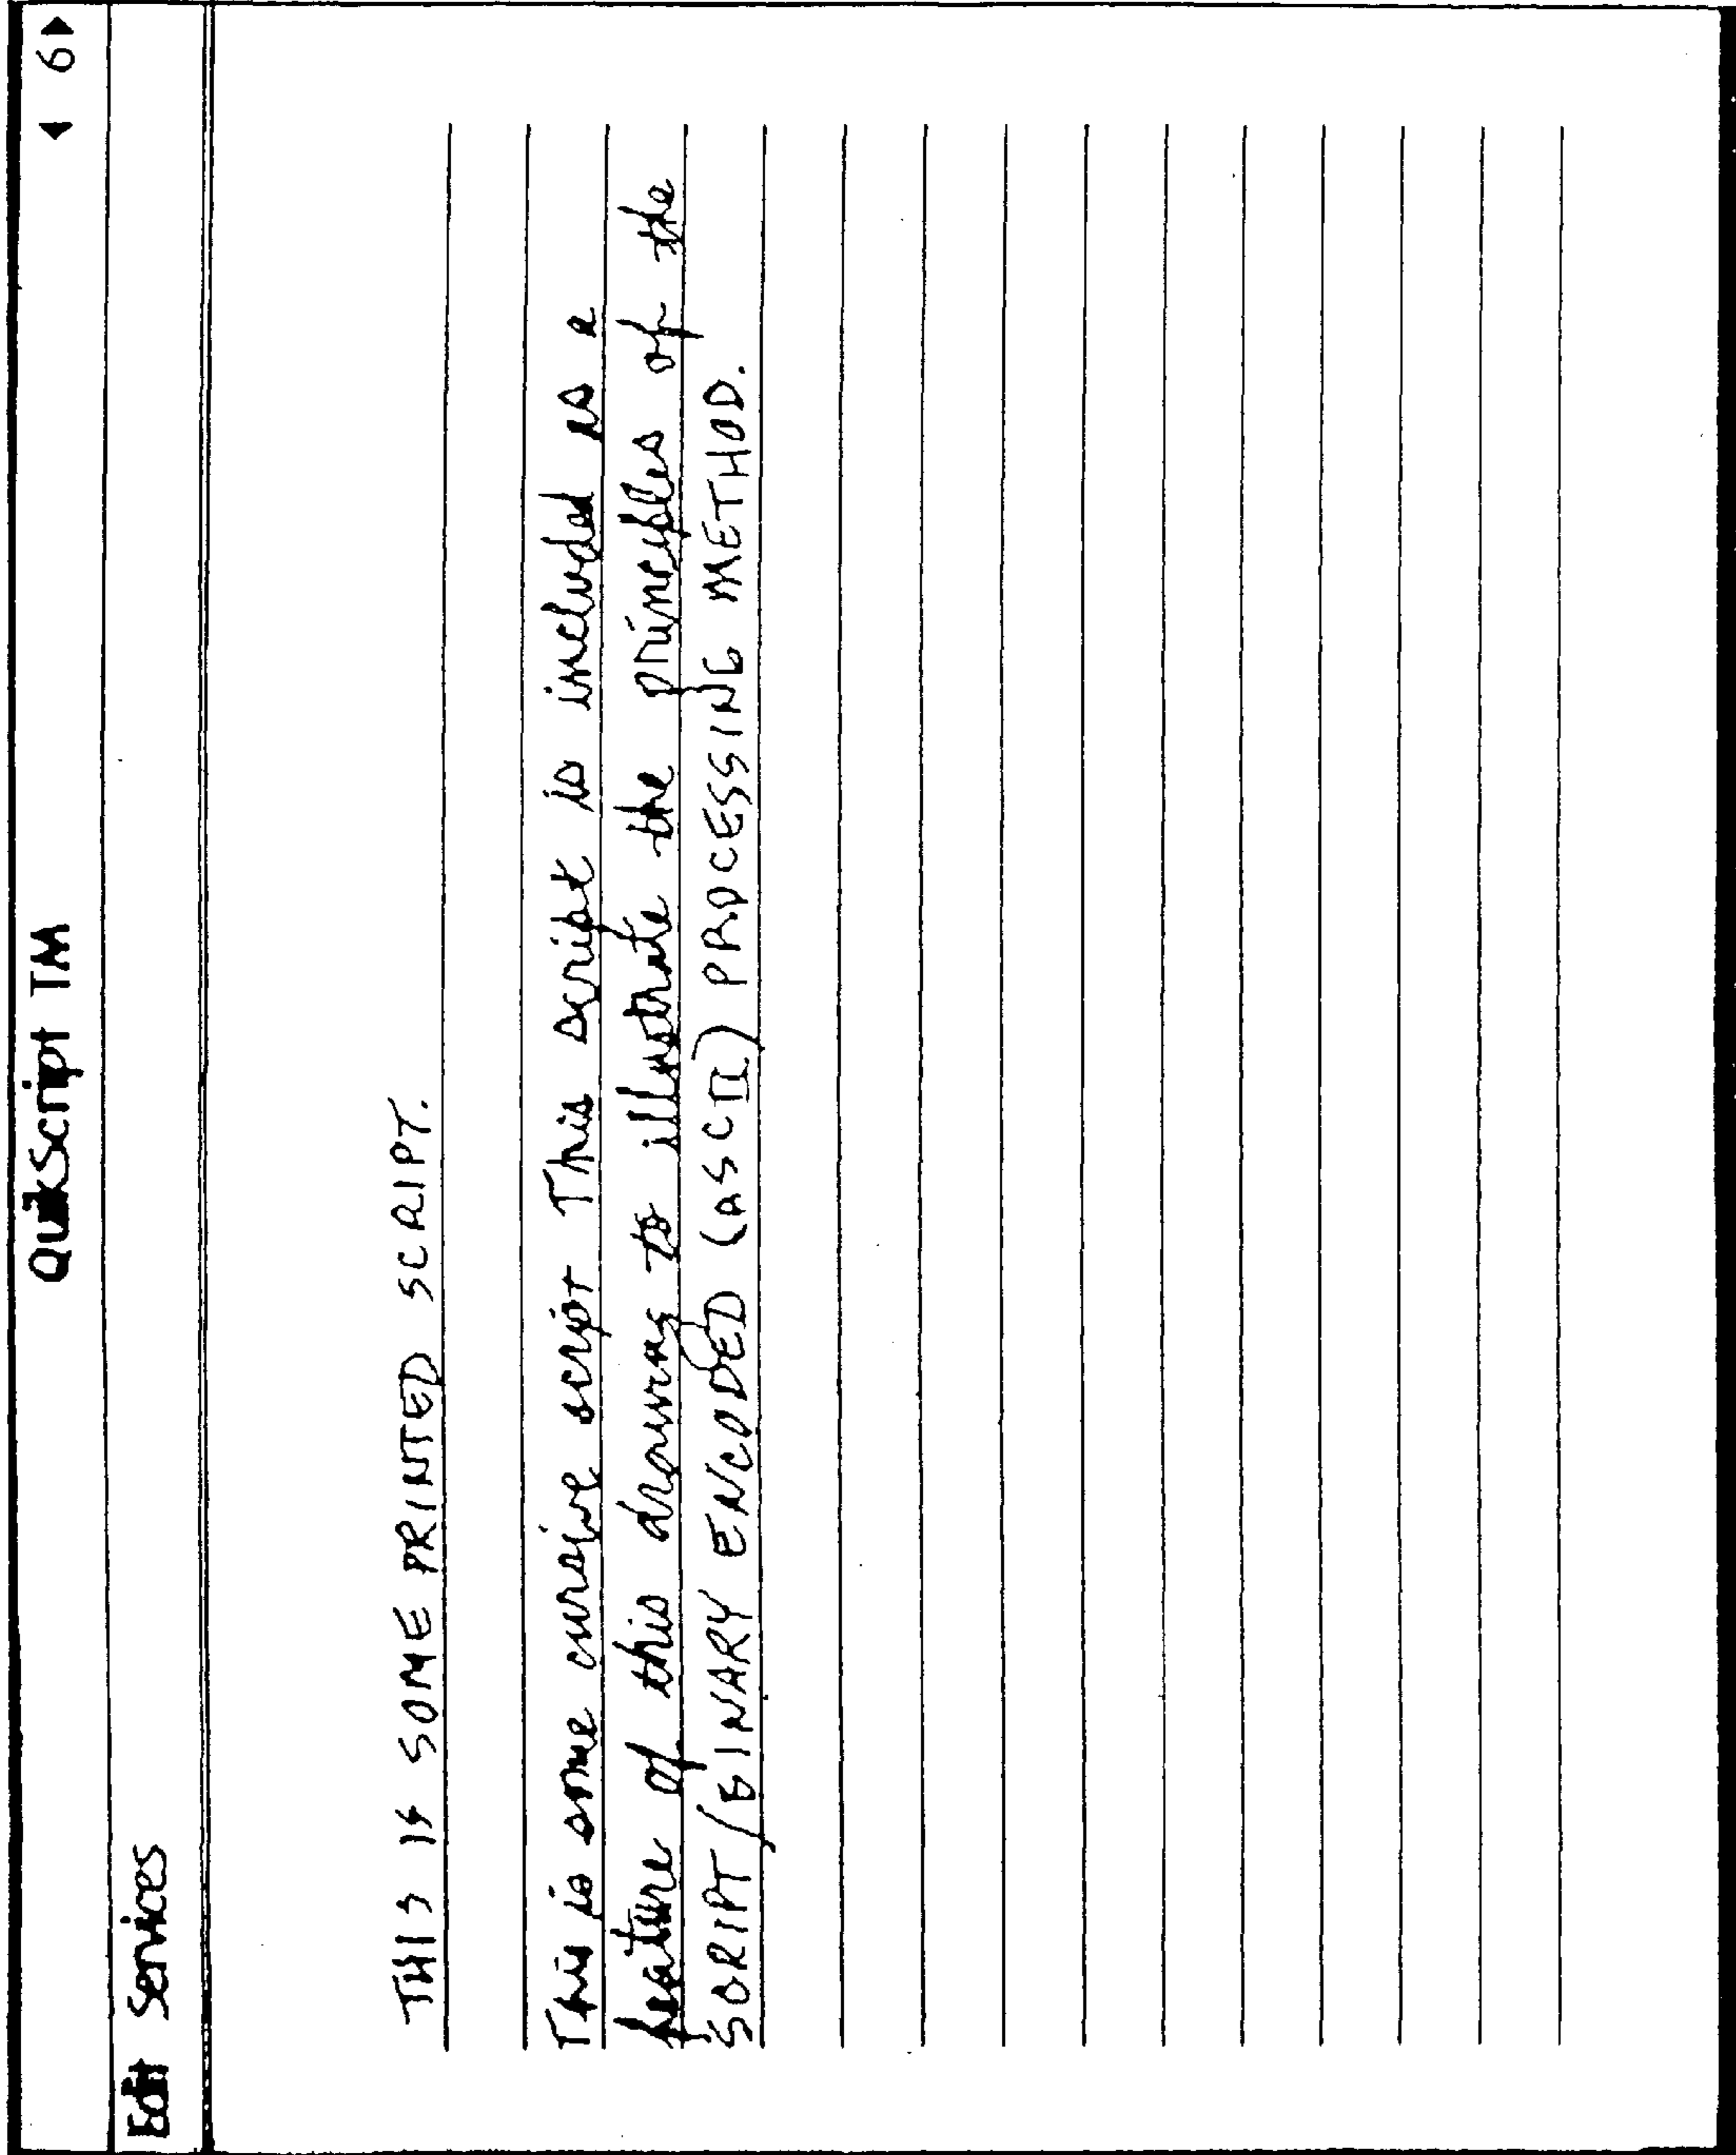 QuikScript TM ◀ 6 ▶
Edit Services
THIS IS SOME PRINTED SCRIPT.
This is some cursive script This script is included as a
feature of this drawing to illustrate the principles of the
SCRIPT/BINARY ENCODED (ASCII) PROCESSING METHOD.